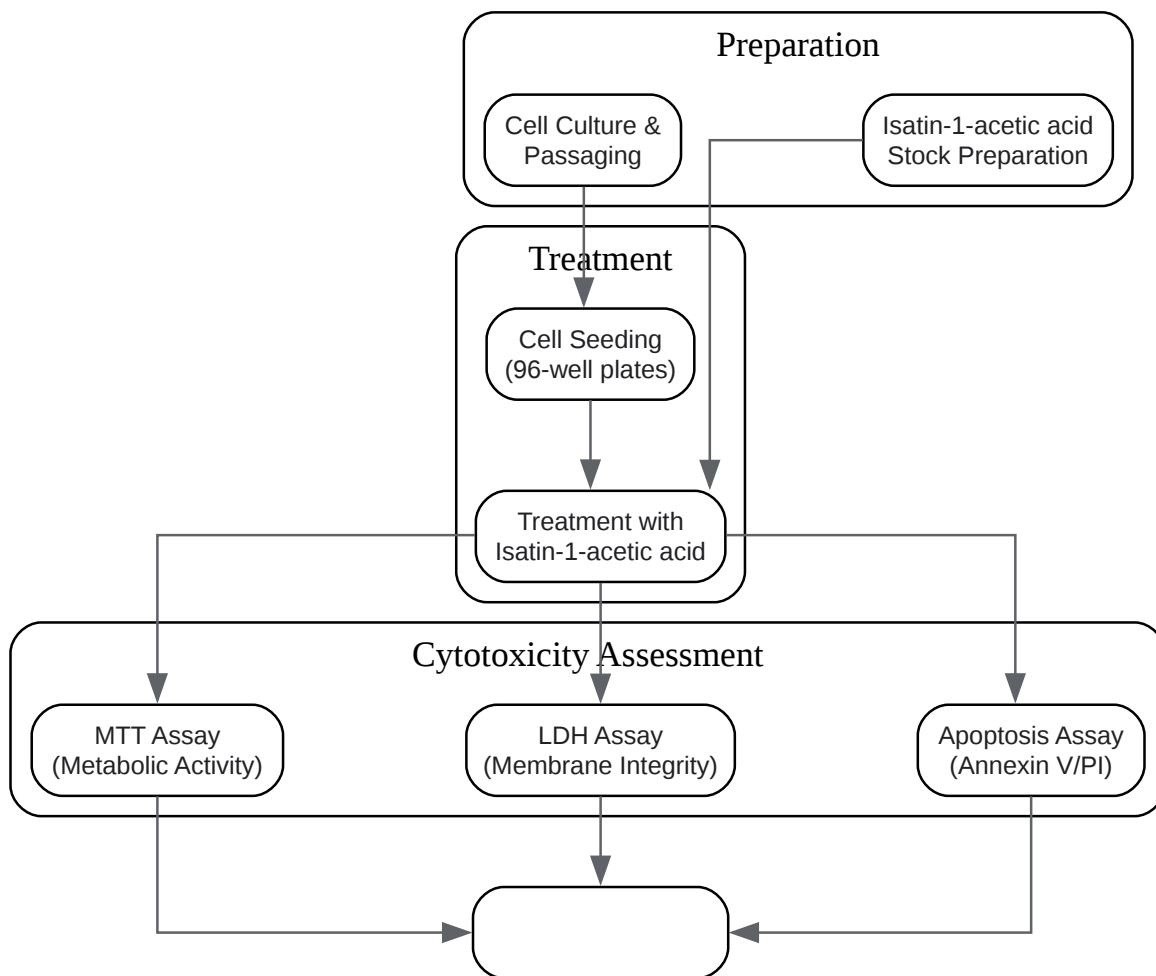 Preparation
Cell Culture &
Passaging
Isatin-1-acetic acid
Stock Preparation
Treatment
Cell Seeding
(96-well plates)
Treatment with
Isatin-1-acetic acid
Cytotoxicity Assessment
MTT Assay
(Metabolic Activity)
LDH Assay
(Membrane Integrity)
Apoptosis Assay
(Annexin V/PI)